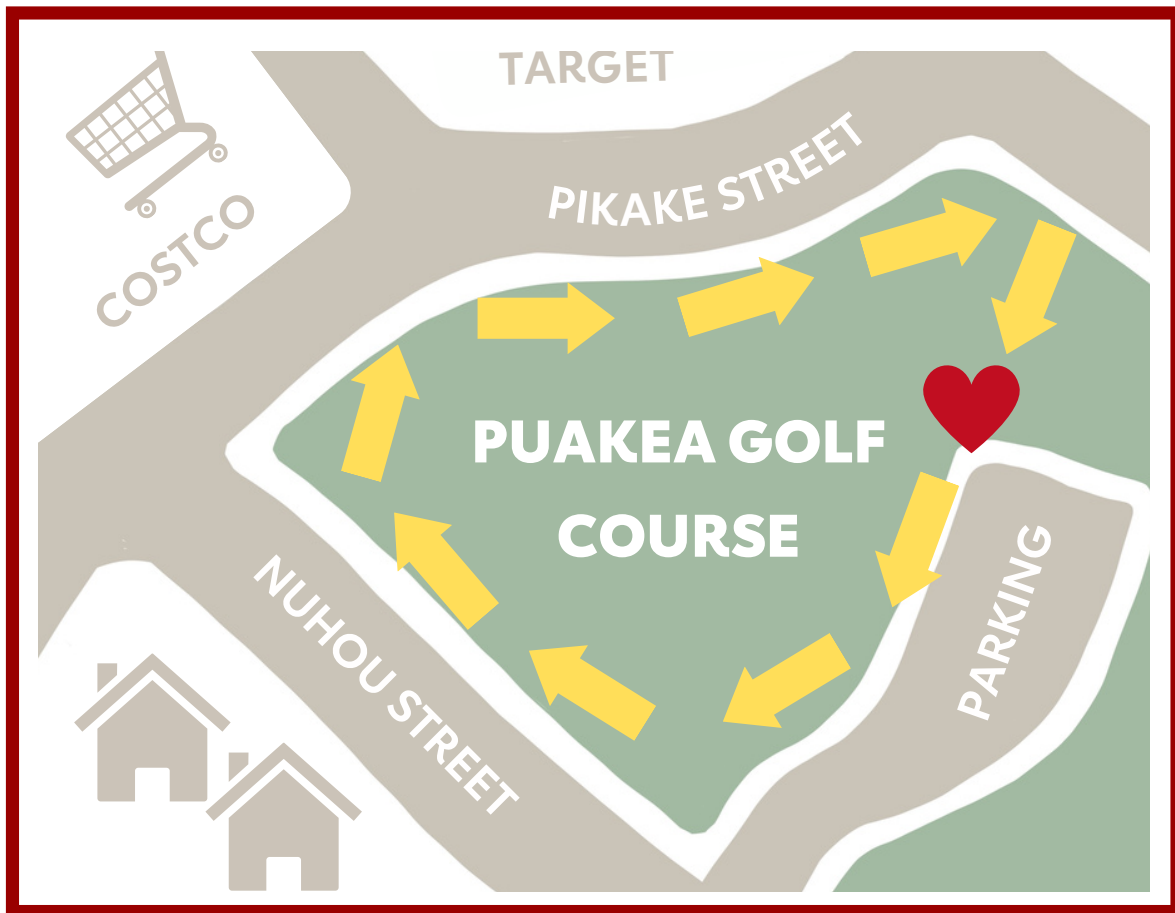 TARGET
PIKAKE STREET
COSTCO
PUAKEA GOLF
COURSE
NUHOU STREET
PARKING